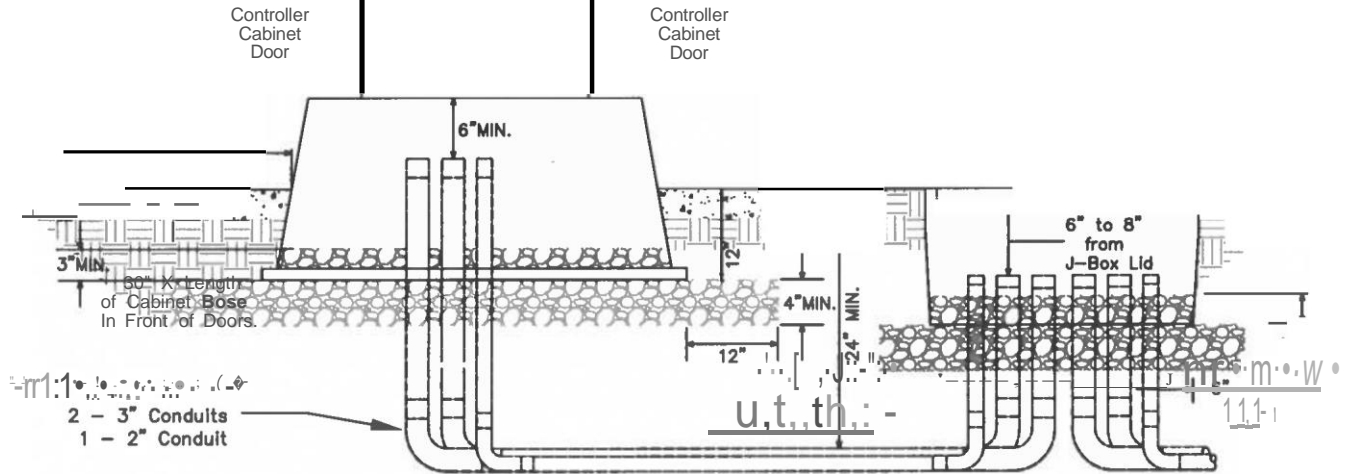 Controller
Cabinet
Door
Controller
Cabinet
Door
6"MIN.
6" to 8"
from
J-Box Lid
12"
3"MIN.
X Length
of Cabinet Bose
In Front of Doors.
4"MIN.
24" MIN.
12"
2 - 3" Conduits
1 - 2" Conduit